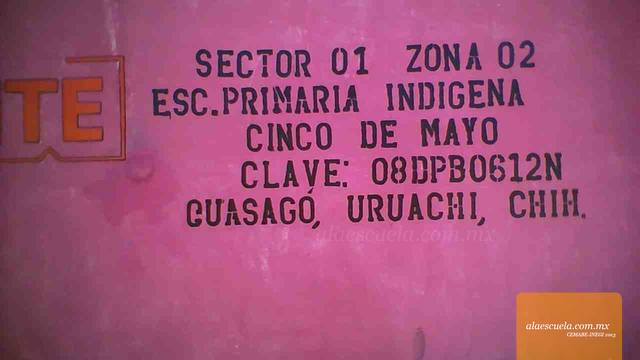 SECTOR 01 ZONA 02
TE
ESC. PRIMARIA INDIGENA
CINCO DE MAYO
CLAVE: 08DPB0612N
GUASAGÓ, URUACHI, CHIH.
alaescuela.com.mx
alaescuela.com.mx
CEMABE-INEGI 2013